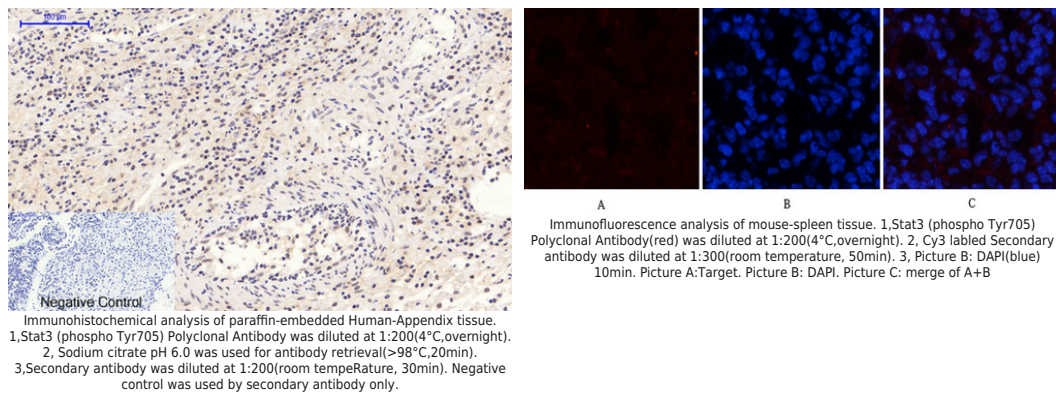 100 μm
Negative Control
Immunohistochemical analysis of paraffin-embedded Human-Appendix tissue.
1,Stat3 (phospho Tyr705) Polyclonal Antibody was diluted at 1:200(4°C,overnight).
2, Sodium citrate pH 6.0 was used for antibody retrieval(>98°C,20min).
3,Secondary antibody was diluted at 1:200(room tempeRature, 30min). Negative
control was used by secondary antibody only.
A B C
Immunofluorescence analysis of mouse-spleen tissue. 1,Stat3 (phospho Tyr705)
Polyclonal Antibody(red) was diluted at 1:200(4°C,overnight). 2, Cy3 labled Secondary
antibody was diluted at 1:300(room temperature, 50min). 3, Picture B: DAPI(blue)
10min. Picture A:Target. Picture B: DAPI. Picture C: merge of A+B